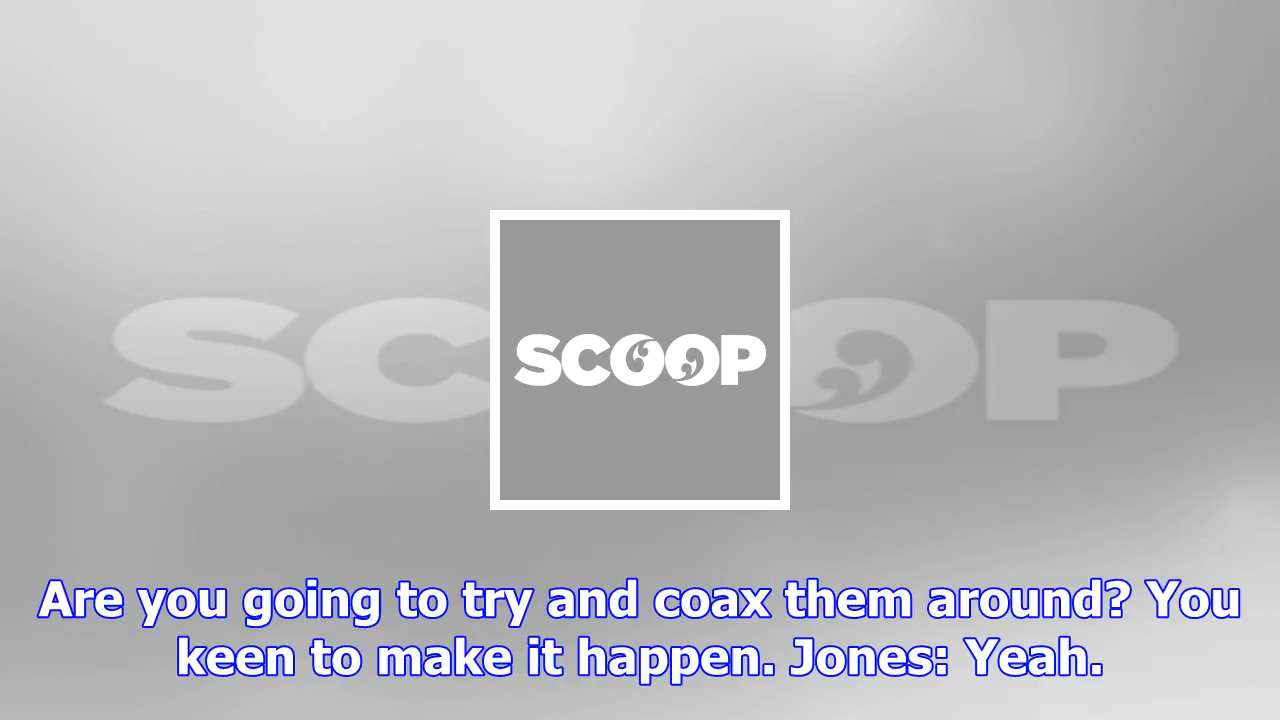 SCOOP
SCOOP
Are you going to try and coax them around? You
keen to make it happen. Jones: Yeah.